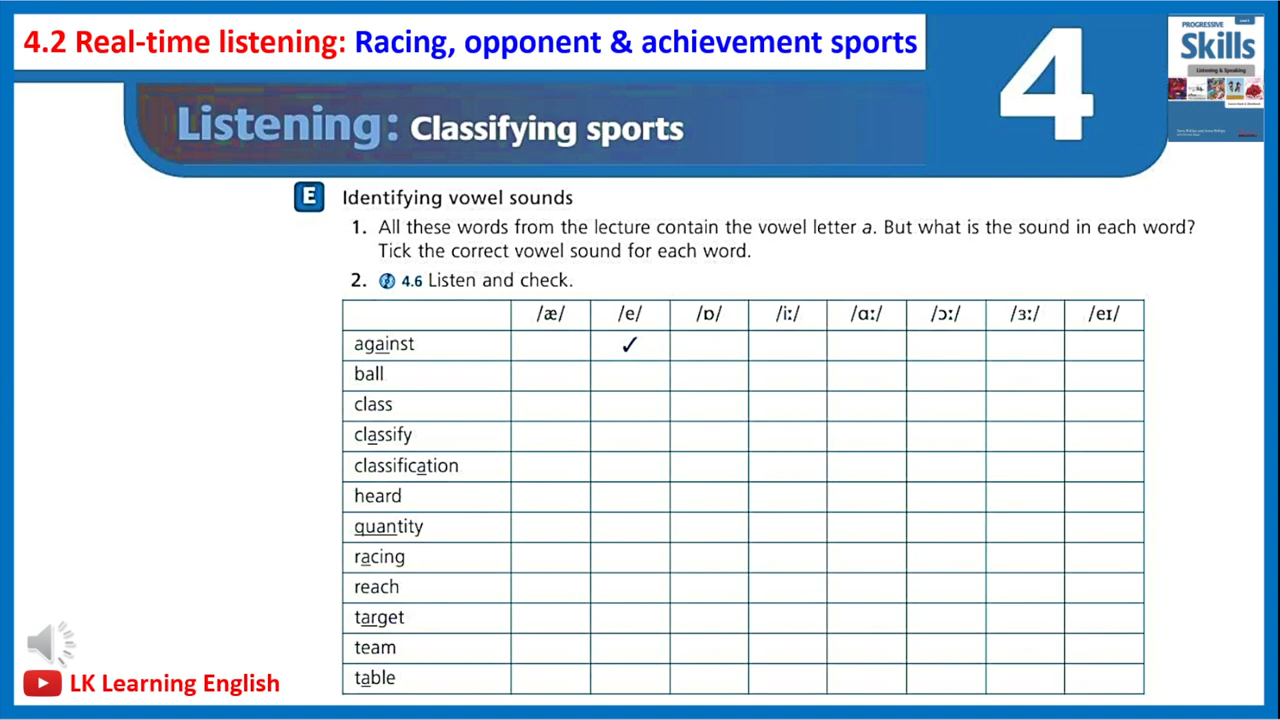 4.2 Real-time listening: Racing, opponent & achievement sports
4
PROGRESSIVE
Skills
Listening & Speaking
Listening: Classifying sports
E Identifying vowel sounds
1. All these words from the lecture contain the vowel letter a. But what is the sound in each word?
Tick the correct vowel sound for each word.
2. 4.6 Listen and check.
/æ/ /e/ /ɒ/ /iː/ /ɑː/ /ɔː/ /ɜː/ /eɪ/
against ✓
ball
class
classify
classification
heard
quantity
racing
reach
target
team
table
LK Learning English